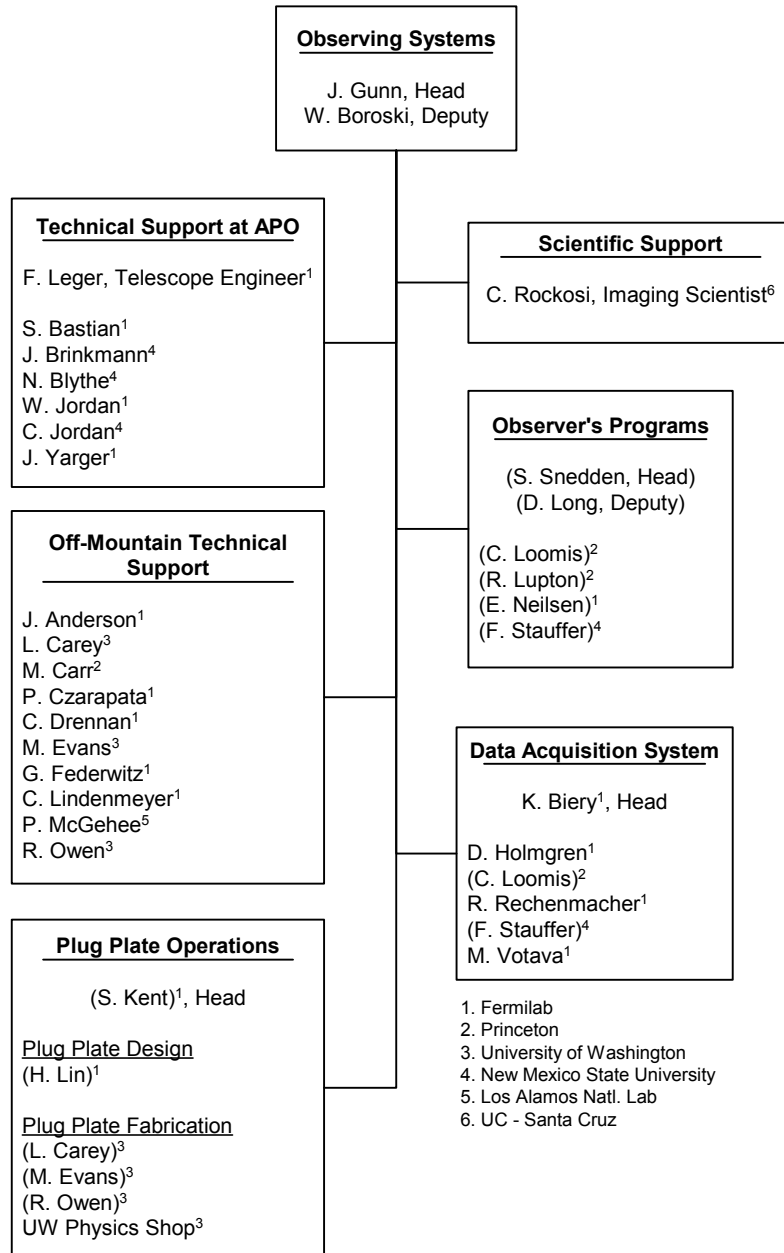 Observing Systems
J. Gunn, Head
W. Boroski, Deputy
Technical Support at APO
F. Leger, Telescope Engineer¹
S. Bastian¹
J. Brinkmann⁴
N. Blythe⁴
W. Jordan¹
C. Jordan⁴
J. Yarger¹
Off-Mountain Technical
Support
J. Anderson¹
L. Carey³
M. Carr²
P. Czarapata¹
C. Drennan¹
M. Evans³
G. Federwitz¹
C. Lindenmeyer¹
P. McGehee⁵
R. Owen³
Plug Plate Operations
(S. Kent)¹, Head
Plug Plate Design
(H. Lin)¹
Plug Plate Fabrication
(L. Carey)³
(M. Evans)³
(R. Owen)³
UW Physics Shop³
Scientific Support
C. Rockosi, Imaging Scientist⁶
Observer's Programs
(S. Snedden, Head)
(D. Long, Deputy)
(C. Loomis)²
(R. Lupton)²
(E. Neilsen)¹
(F. Stauffer)⁴
Data Acquisition System
K. Biery¹, Head
D. Holmgren¹
(C. Loomis)²
R. Rechenmacher¹
(F. Stauffer)⁴
M. Votava¹
1. Fermilab
2. Princeton
3. University of Washington
4. New Mexico State University
5. Los Alamos Natl. Lab
6. UC - Santa Cruz